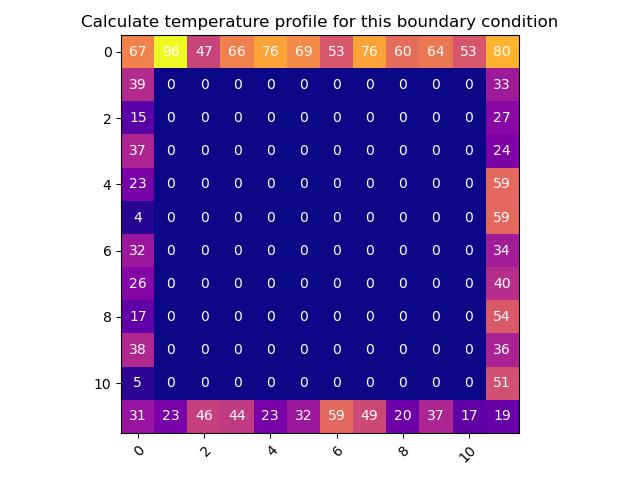 Calculate temperature profile for this boundary condition
0 67 96 47 66 76 69 53 76 60 64 53 80
39 0 0 0 0 0 0 0 0 0 0 33
2 15 0 0 0 0 0 0 0 0 0 0 27
37 0 0 0 0 0 0 0 0 0 0 24
4 23 0 0 0 0 0 0 0 0 0 0 59
4 0 0 0 0 0 0 0 0 0 0 59
6 32 0 0 0 0 0 0 0 0 0 0 34
26 0 0 0 0 0 0 0 0 0 0 40
8 17 0 0 0 0 0 0 0 0 0 0 54
38 0 0 0 0 0 0 0 0 0 0 36
10 5 0 0 0 0 0 0 0 0 0 0 51
31 23 46 44 23 32 59 49 20 37 17 19
0 2 4 6 8 10